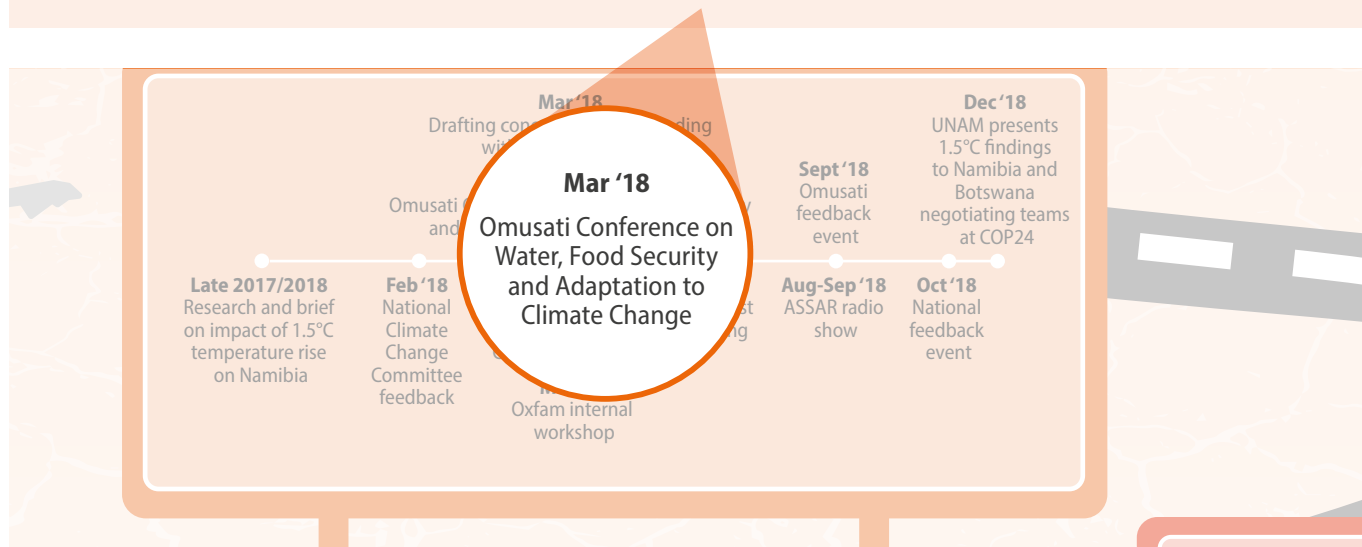 Mar ‘18
Drafting
ding
Omusati
and
Mar ‘18
Omusati Conference on
Water, Food Security
and Adaptation to
Climate Change
Late 2017/2018
Research and brief
on impact of 1.5°C
temperature rise
on Namibia
Feb ‘18
National
Climate
Change
Committee
feedback
Oxfam internal
workshop
Sept ‘18
Omusati
feedback
event
Aug-Sep ‘18
ASSAR radio
show
Dec ‘18
UNAM presents
1.5°C findings
to Namibia and
Botswana
negotiating teams
at COP24
Oct ‘18
National
feedback
event